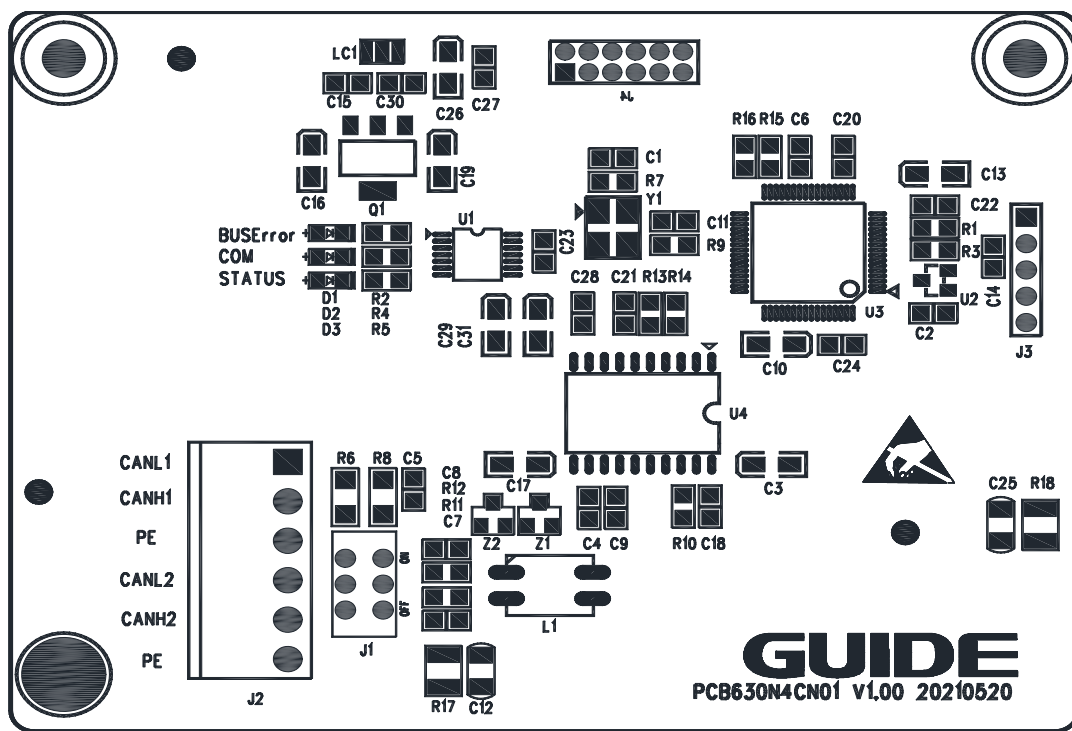 LC1
C15 C30
C26
C27
C16
C19
Q1
R16 R15 C6 C20
C1
R7
Y1
C13
C22
R1
R3
C11
R9
U1
C23
BUSError
COM
STATUS
D1 R2
D2 R4
D3 R5
C28 C21 R13 R14
U3
U2
C14
C2
J3
C29
C31
C10
C24
U4
CANL1
CANH1
PE
CANL2
CANH2
PE
R6 R8 C5
C8
R12
R11
C7
C17
C3
C25 R18
Z2 Z1
C4 C9
R10 C18
ON
OFF
J1
L1
J2
R17 C12
GUIDE
PCB630N4CN01 V1.00 20210520